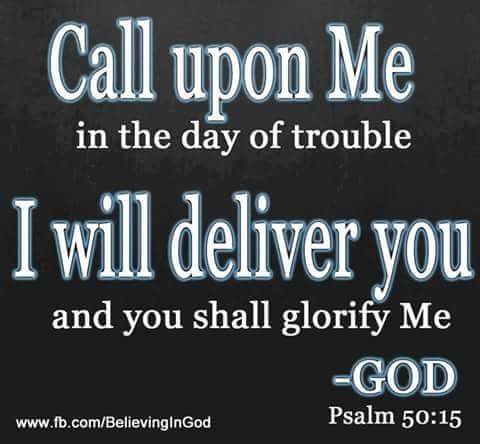 Call upon Me
in the day of trouble
I will deliver you
and you shall glorify Me
-GOD
www.fb.com/BelievingInGod Psalm 50:15